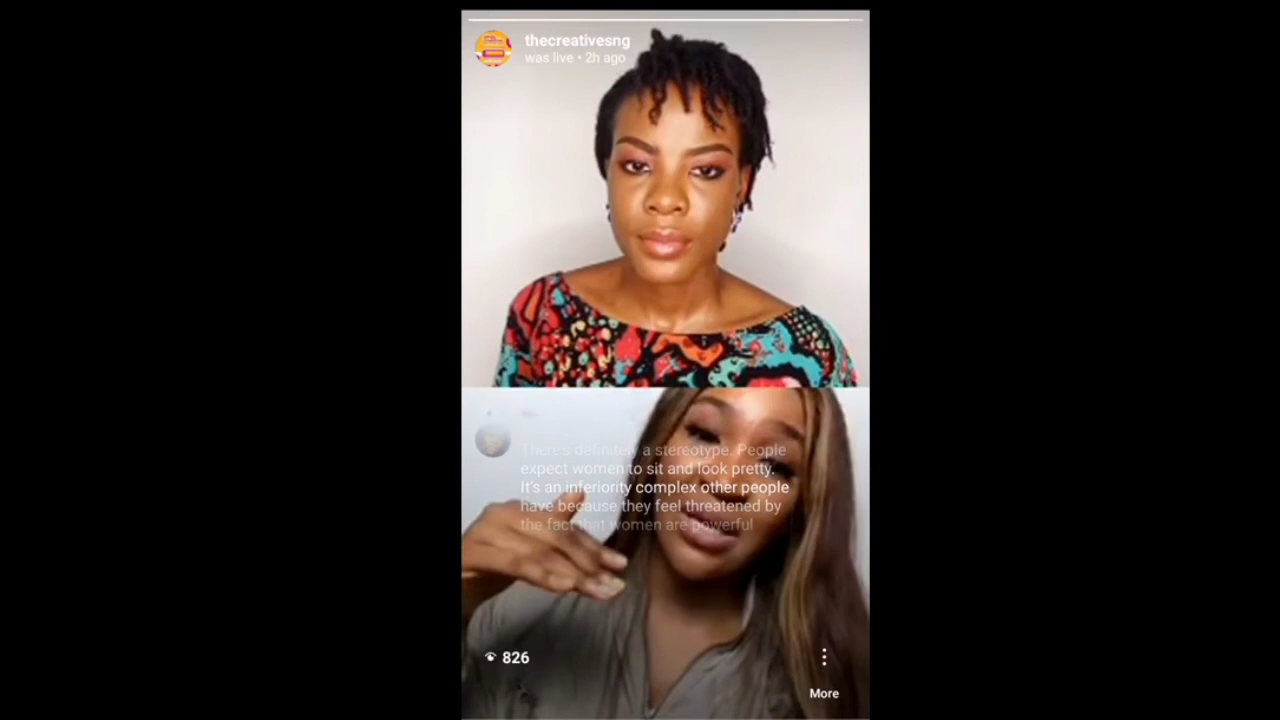 thecreativesng
was live • 2h ago
There's definitely a stereotype. People
expect women to sit and look pretty.
It's an inferiority complex other people
have because they feel threatened by
the fact that women are powerful
826
More